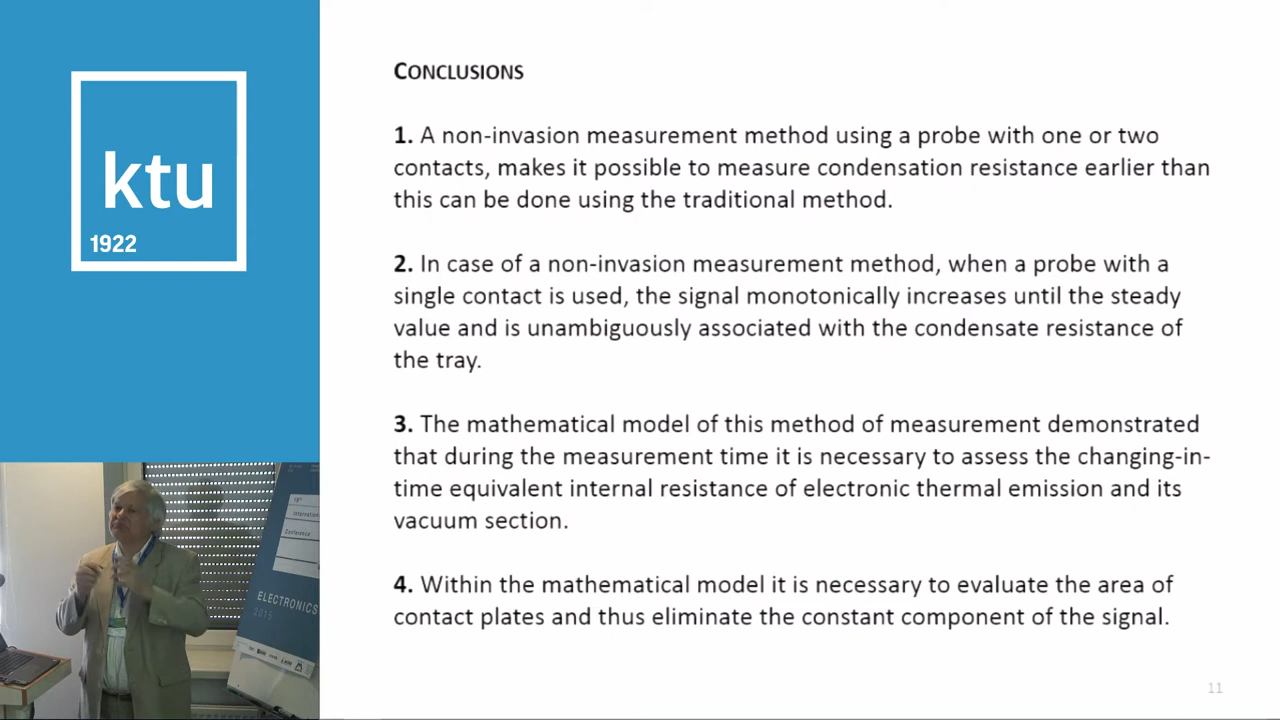 ktu
1922
CONCLUSIONS
1. A non-invasion measurement method using a probe with one or two
contacts, makes it possible to measure condensation resistance earlier than
this can be done using the traditional method.
2. In case of a non-invasion measurement method, when a probe with a
single contact is used, the signal monotonically increases until the steady
value and is unambiguously associated with the condensate resistance of
the tray.
3. The mathematical model of this method of measurement demonstrated
that during the measurement time it is necessary to assess the changing-in-
time equivalent internal resistance of electronic thermal emission and its
vacuum section.
4. Within the mathematical model it is necessary to evaluate the area of
contact plates and thus eliminate the constant component of the signal.
11
International
Conference
ELECTRONICS
2015